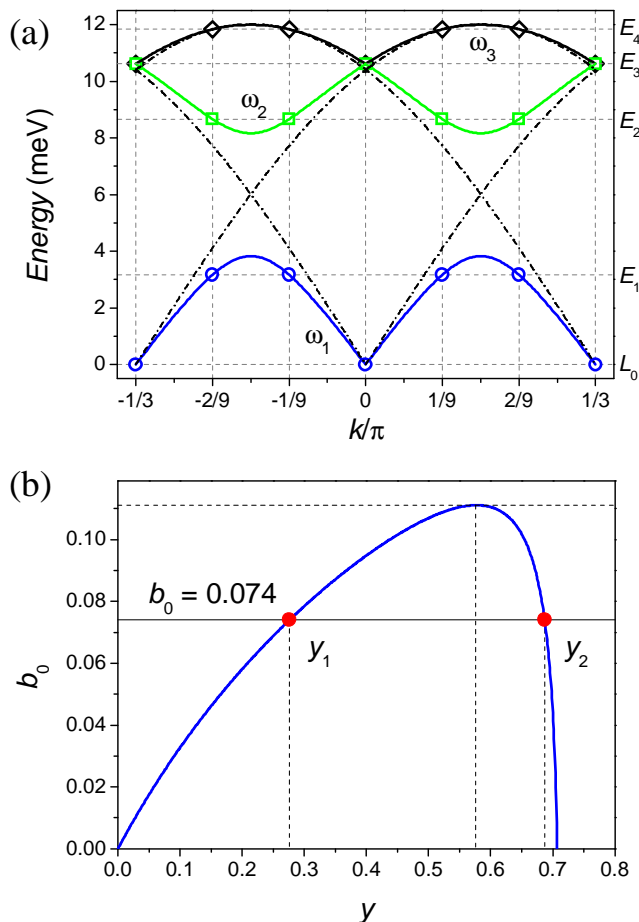 (a)
Energy (meV)
12
10
8
6
4
2
0
ω₂
ω₃
ω₁
E₄
E₃
E₂
E₁
L₀
-1/3 -2/9 -1/9 0 1/9 2/9 1/3
k/π
(b)
b₀
0.10
0.08
0.06
0.04
0.02
0.00
b₀ = 0.074
y₁
y₂
0.0 0.1 0.2 0.3 0.4 0.5 0.6 0.7 0.8
y